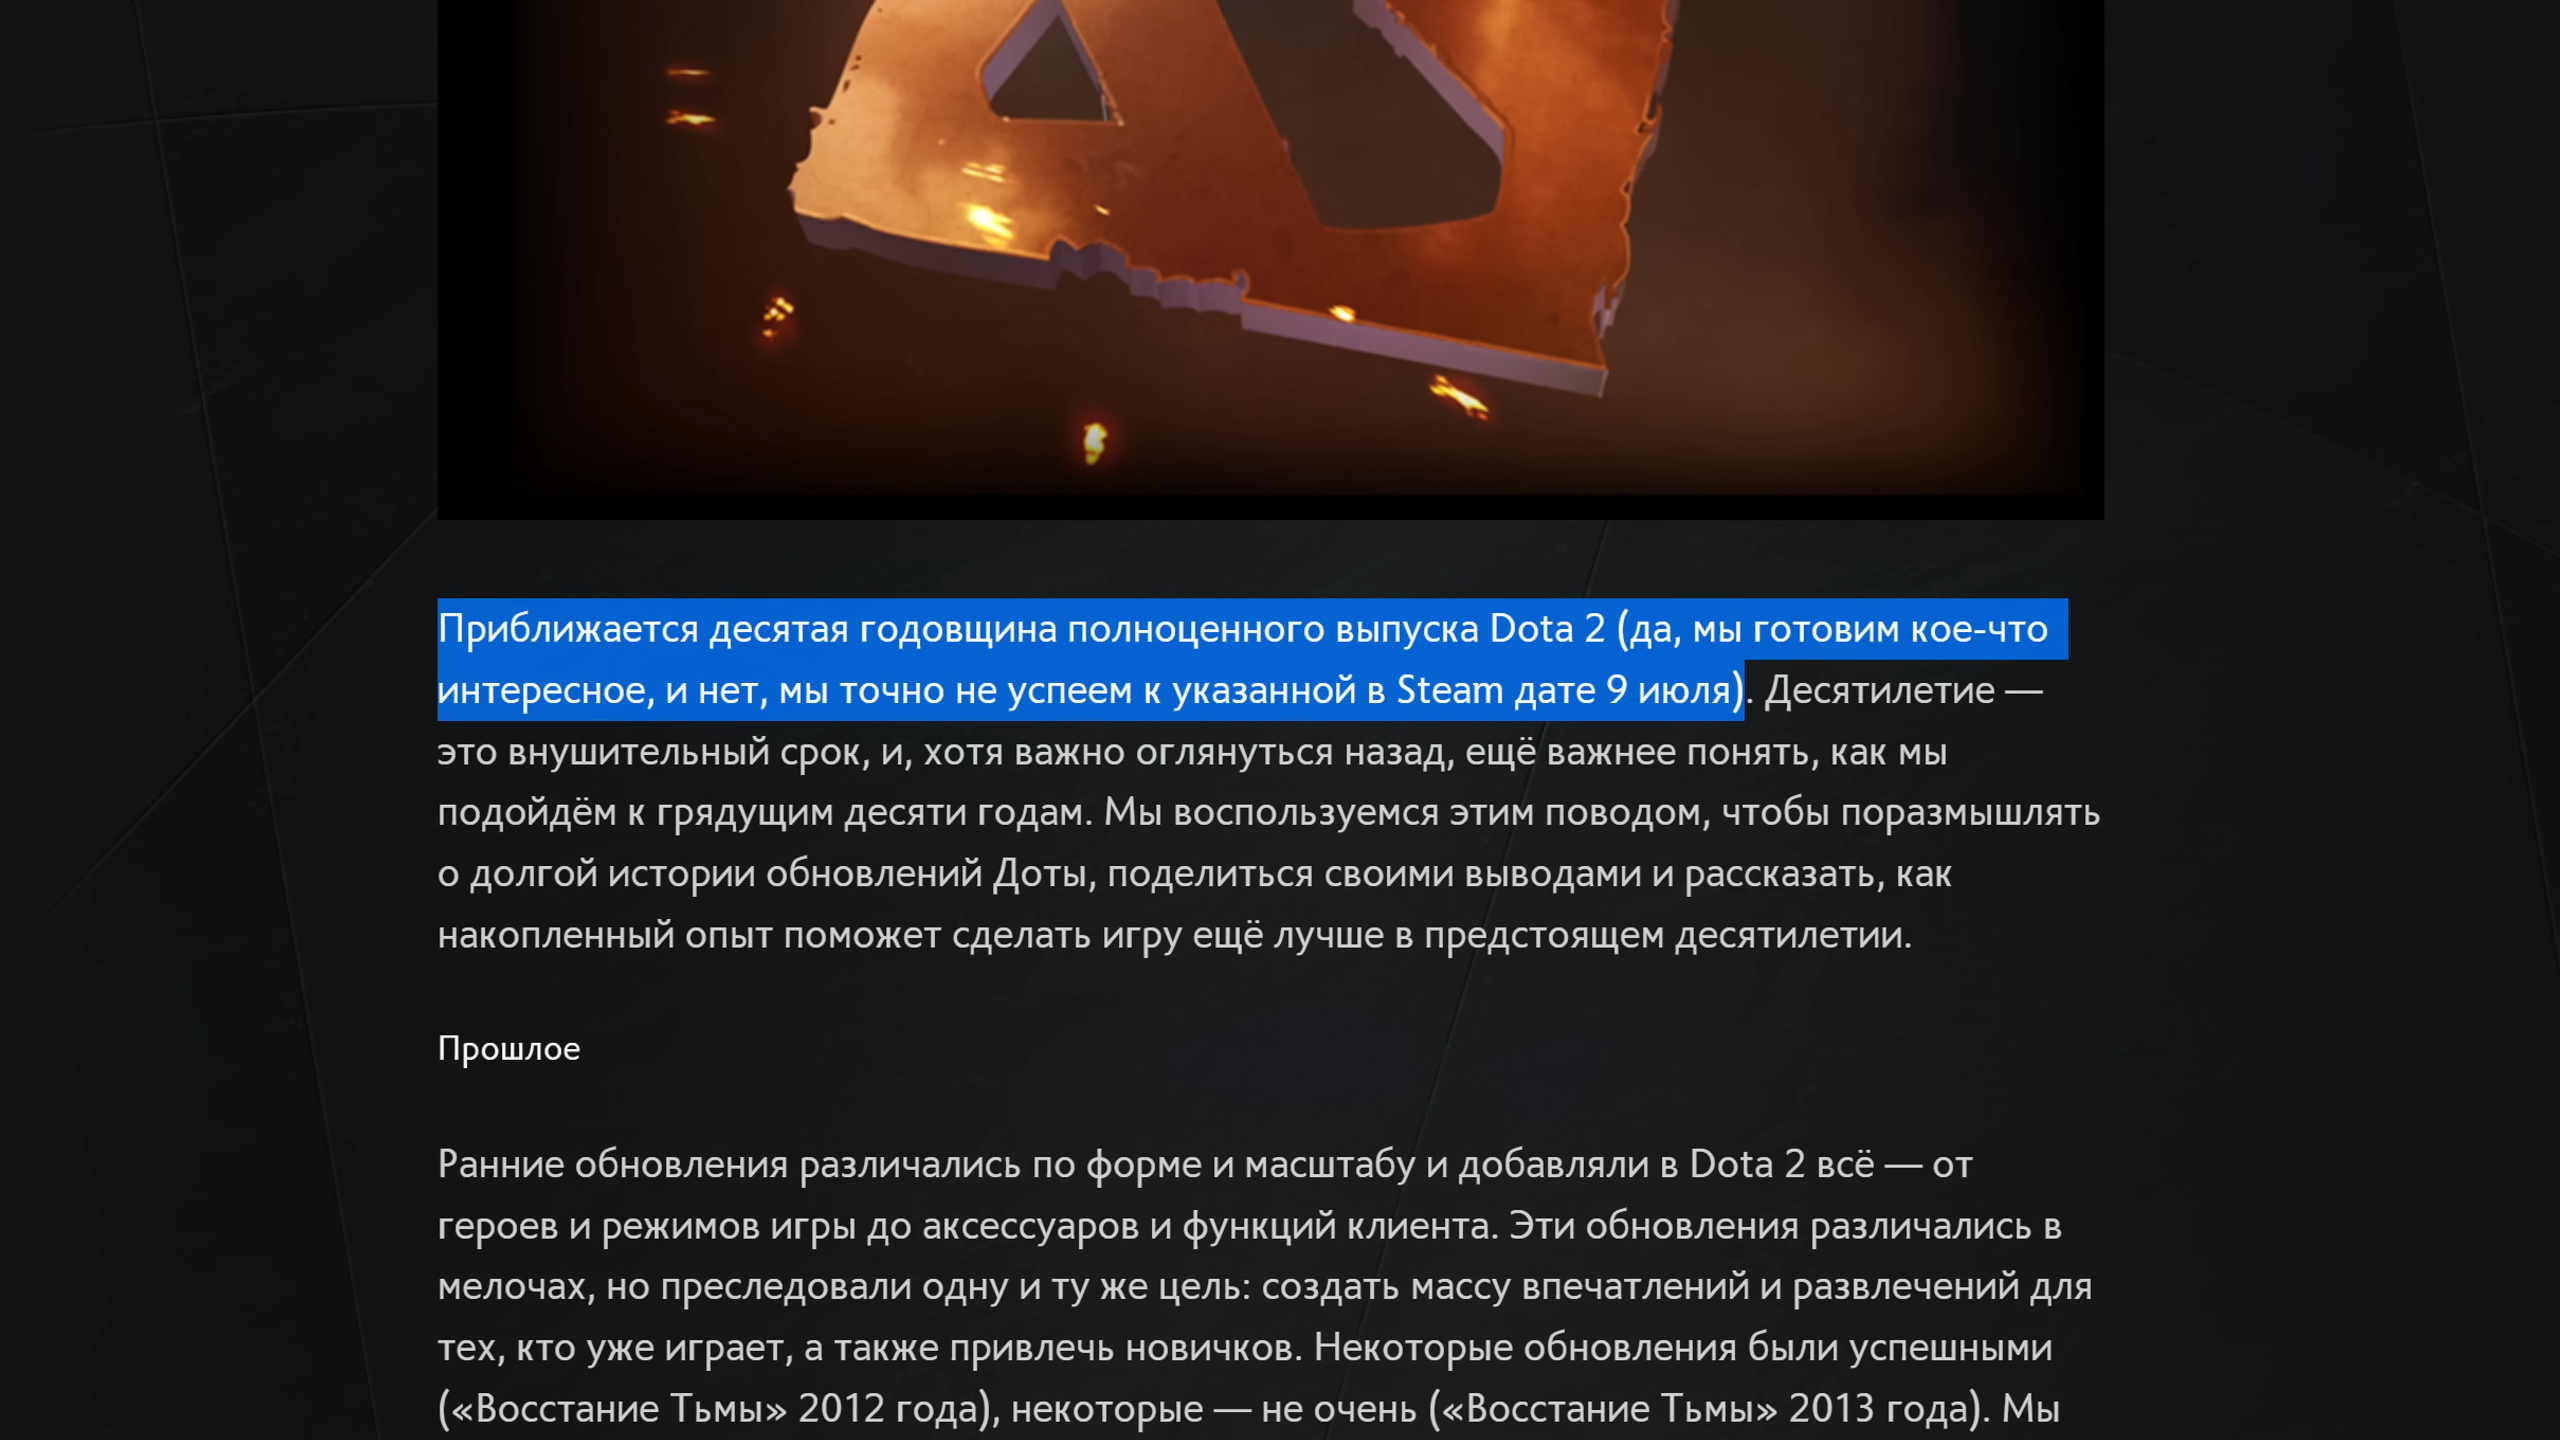 Приближается десятая годовщина полноценного выпуска Dota 2 (да, мы готовим кое-что
интересное, и нет, мы точно не успеем к указанной в Steam дате 9 июля). Десятилетие —
это внушительный срок, и, хотя важно оглянуться назад, ещё важнее понять, как мы
подойдём к грядущим десяти годам. Мы воспользуемся этим поводом, чтобы поразмышлять
о долгой истории обновлений Доты, поделиться своими выводами и рассказать, как
накопленный опыт поможет сделать игру ещё лучше в предстоящем десятилетии.
Прошлое
Ранние обновления различались по форме и масштабу и добавляли в Dota 2 всё — от
героев и режимов игры до аксессуаров и функций клиента. Эти обновления различались в
мелочах, но преследовали одну и ту же цель: создать массу впечатлений и развлечений для
тех, кто уже играет, а также привлечь новичков. Некоторые обновления были успешными
(«Восстание Тьмы» 2012 года), некоторые — не очень («Восстание Тьмы» 2013 года). Мы